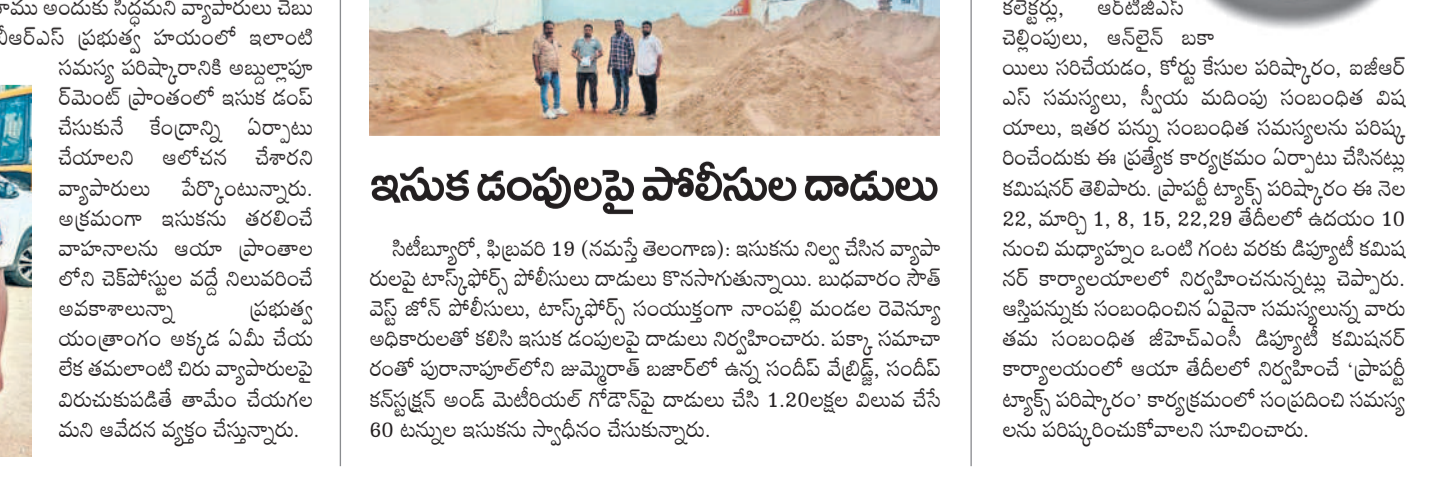 రాము అందుకు సిద్ధమని వ్యాపారులు చెబు
బీఆర్ఎస్ ప్రభుత్వ హయంలో ఇలాంటి
సమస్య పరిష్కారానికి అబ్దుల్లాపూ
ర్‌మెంట్ ప్రాంతంలో ఇసుక డంప్
చేసుకునే కేంద్రాన్ని ఏర్పాటు
చేయాలని ఆలోచన చేశారని
వ్యాపారులు పేర్కొంటున్నారు.
అక్రమంగా ఇసుకను తరలించే
వాహనాలను ఆయా ప్రాంతాల
లోని చెక్‌పోస్టుల వద్దే నిలువరించే
అవకాశాలున్నా ప్రభుత్వ
యంత్రాంగం అక్కడ ఏమీ చేయ
లేక తమలాంటి చిరు వ్యాపారులపై
విరుచుకుపడితే తామేం చేయగల
మని ఆవేదన వ్యక్తం చేస్తున్నారు.
ఇసుక డంపులపై పోలీసుల దాడులు
సిటీబ్యూరో, ఫిబ్రవరి 19 (నమస్తే తెలంగాణ): ఇసుకను నిల్వ చేసిన వ్యాపా
రులపై టాస్క్‌ఫోర్స్ పోలీసులు దాడులు కొనసాగుతున్నాయి. బుధవారం సౌత్
వెస్ట్ జోన్ పోలీసులు, టాస్క్‌ఫోర్స్ సంయుక్తంగా నాంపల్లి మండల రెవెన్యూ
అధికారులతో కలిసి ఇసుక డంపులపై దాడులు నిర్వహించారు. పక్కా సమాచా
రంతో పురానాపూల్‌లోని జుమ్మెరాత్ బజార్‌లో ఉన్న సందీప్ వేబ్రిడ్జ్, సందీప్
కన్‌స్ట్రక్షన్ అండ్ మెటీరియల్ గోడౌన్‌పై దాడులు చేసి 1.20లక్షల విలువ చేసే
60 టన్నుల ఇసుకను స్వాధీనం చేసుకున్నారు.
కలెక్టర్లు, ఆర్‌టీజీఎస్
చెల్లింపులు, ఆన్‌లైన్ బకా
యిలు సరిచేయడం, కోర్టు కేసుల పరిష్కారం, ఐజీఆర్
ఎస్ సమస్యలు, స్వీయ మదింపు సంబంధిత విష
యాలు, ఇతర పన్ను సంబంధిత సమస్యలను పరిష్క
రించేందుకు ఈ ప్రత్యేక కార్యక్రమం ఏర్పాటు చేసినట్లు
కమిషనర్ తెలిపారు. ప్రాపర్టీ ట్యాక్స్ పరిష్కారం ఈ నెల
22, మార్చి 1, 8, 15, 22,29 తేదీలలో ఉదయం 10
నుంచి మధ్యాహ్నం ఒంటి గంట వరకు డిప్యూటీ కమిష
నర్ కార్యాలయాలలో నిర్వహించనున్నట్లు చెప్పారు.
ఆస్తిపన్నుకు సంబంధించిన ఏవైనా సమస్యలున్న వారు
తమ సంబంధిత జీహెచ్ఎంసీ డిప్యూటీ కమిషనర్
కార్యాలయంలో ఆయా తేదీలలో నిర్వహించే ‘ప్రాపర్టీ
ట్యాక్స్ పరిష్కారం’ కార్యక్రమంలో సంప్రదించి సమస్య
లను పరిష్కరించుకోవాలని సూచించారు.